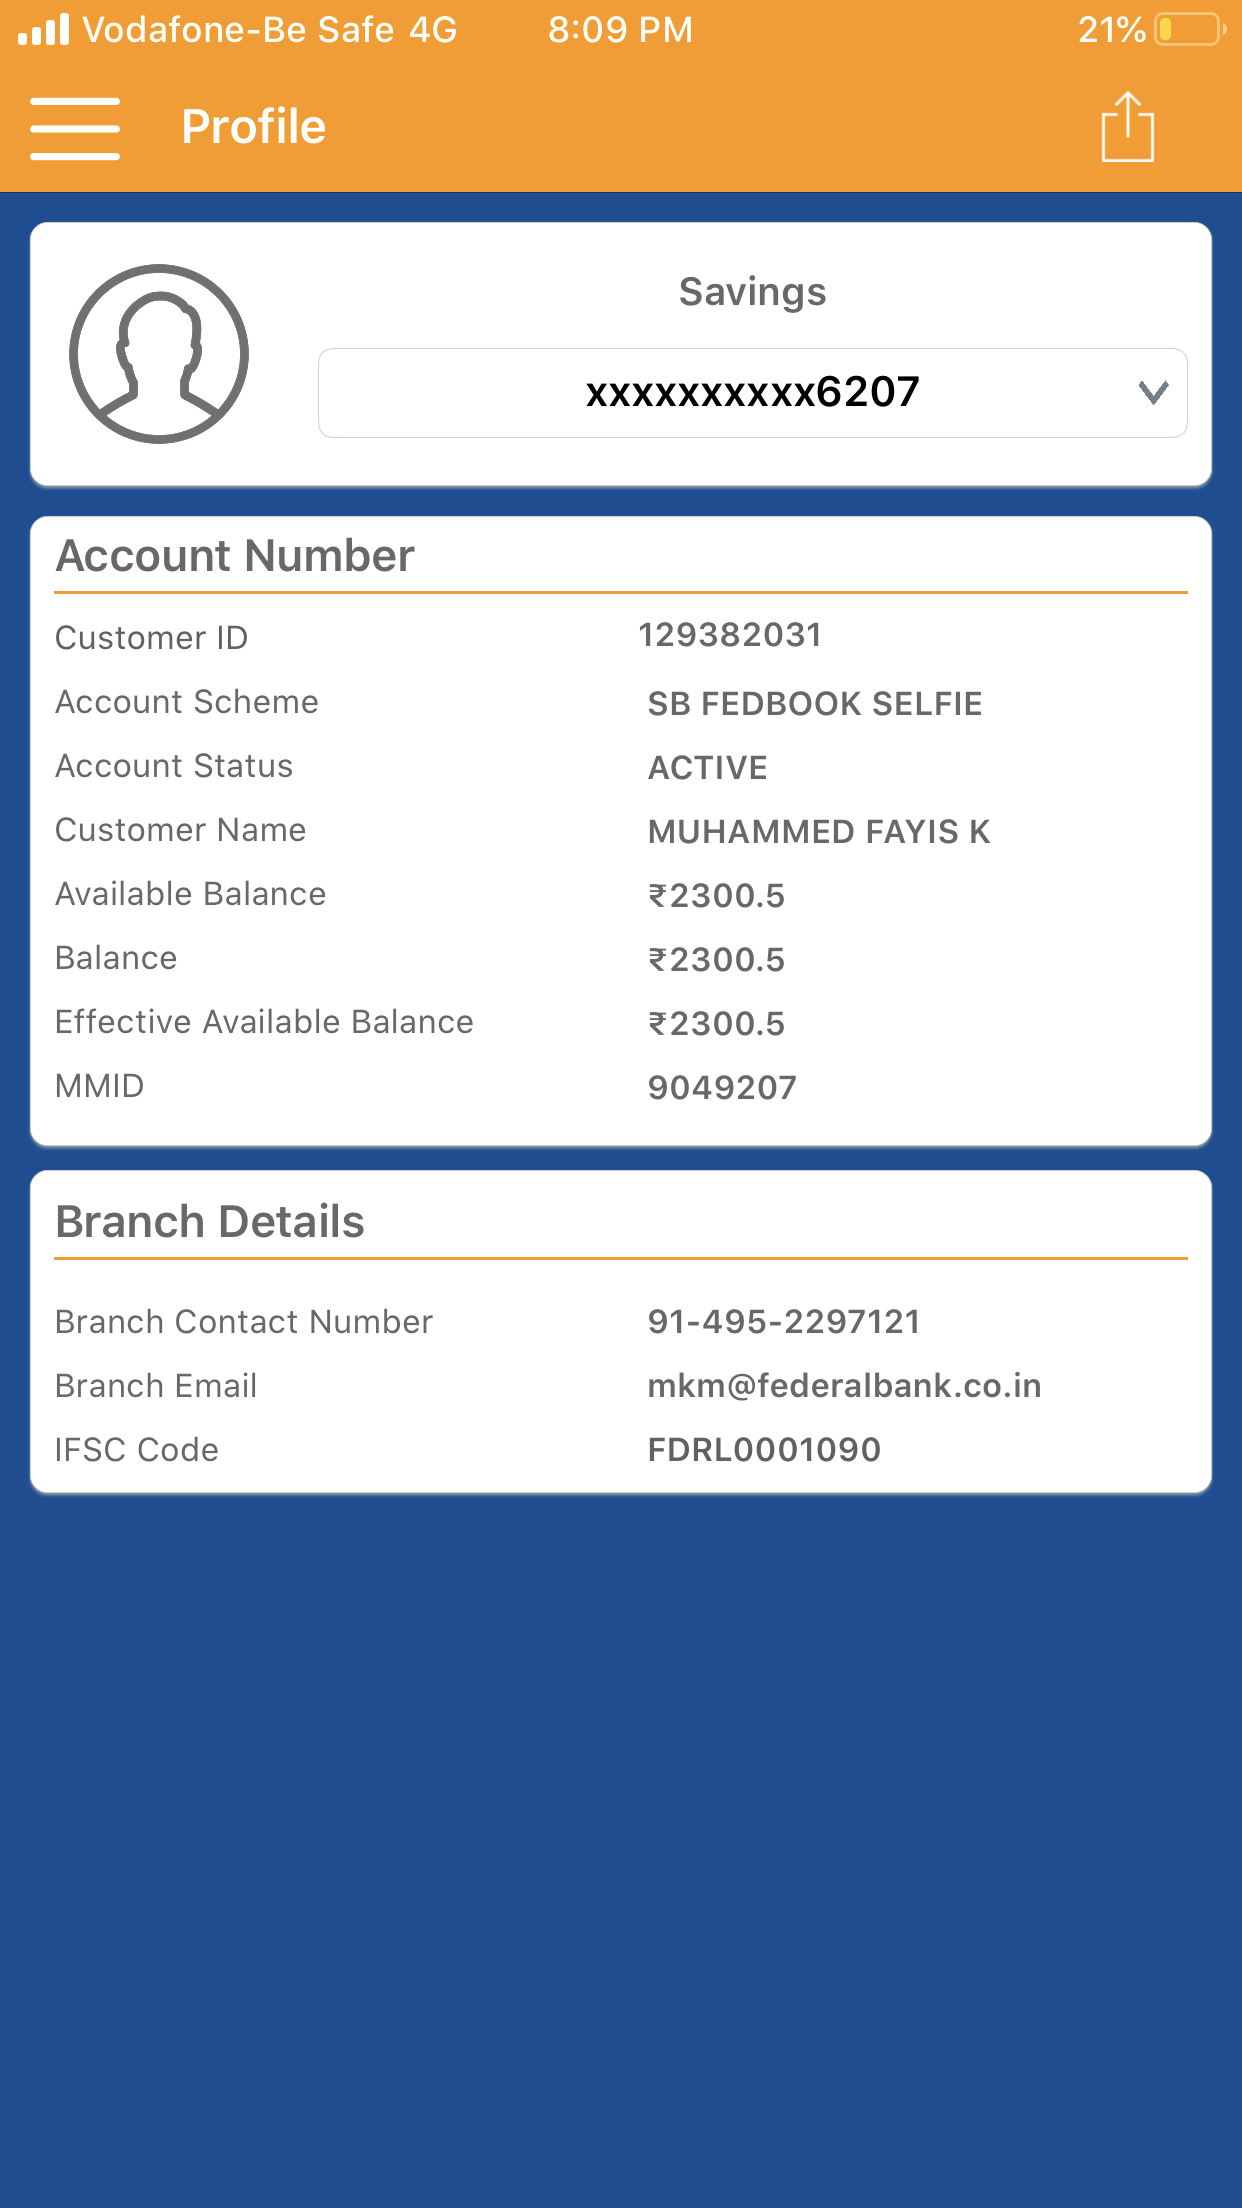 Vodafone-Be Safe 4G 8:09 PM 21%
Profile
Savings
xxxxxxxxxx6207
Account Number
Customer ID 129382031
Account Scheme SB FEDBOOK SELFIE
Account Status ACTIVE
Customer Name MUHAMMED FAYIS K
Available Balance ₹2300.5
Balance ₹2300.5
Effective Available Balance ₹2300.5
MMID 9049207
Branch Details
Branch Contact Number 91-495-2297121
Branch Email mkm@federalbank.co.in
IFSC Code FDRL0001090